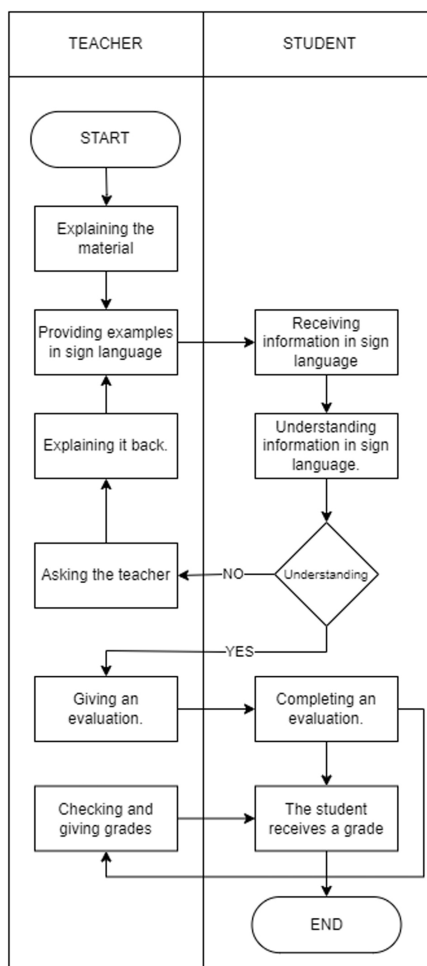 TEACHER
STUDENT
START
Explaining the
material
Providing examples
in sign language
Receiving
information in sign
language
Explaining it back.
Understanding
information in sign
language.
Asking the teacher
NO
Understanding
YES
Giving an
evaluation.
Completing an
evaluation.
Checking and
giving grades
The student
receives a grade
END